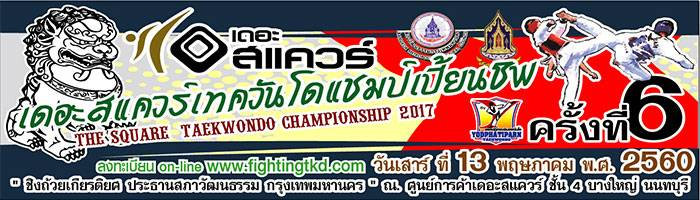 เดอะ
สแควร์
เดอะสแควร์เทควันโดแชมป์เปี้ยนชิพ
THE SQUARE TAEKWONDO CHAMPIONSHIP 2017
YODPHATIPARK
TAEKWONDO
ครั้งที่ 6
ลงทะเบียน on-line www.fightingtkd.com วันเสาร์ ที่ 13 พฤษภาคม พ.ศ. 2560
" ชิงถ้วยเกียรติยศ ประธานสภาวัฒนธรรม กรุงเทพมหานคร " ณ. ศูนย์การค้าเดอะสแควร์ ชั้น 4 บางใหญ่ นนทบุรี